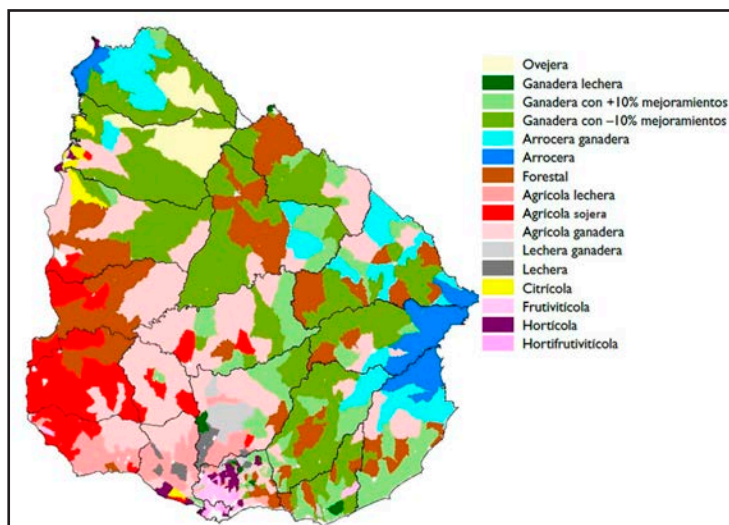 Ovejera
Ganadera lechera
Ganadera con +10% mejoramientos
Ganadera con –10% mejoramientos
Arrocera ganadera
Arrocera
Forestal
Agrícola lechera
Agrícola sojera
Agrícola ganadera
Lechera ganadera
Lechera
Citrícola
Frutivitícola
Hortícola
Hortifrutivitícola